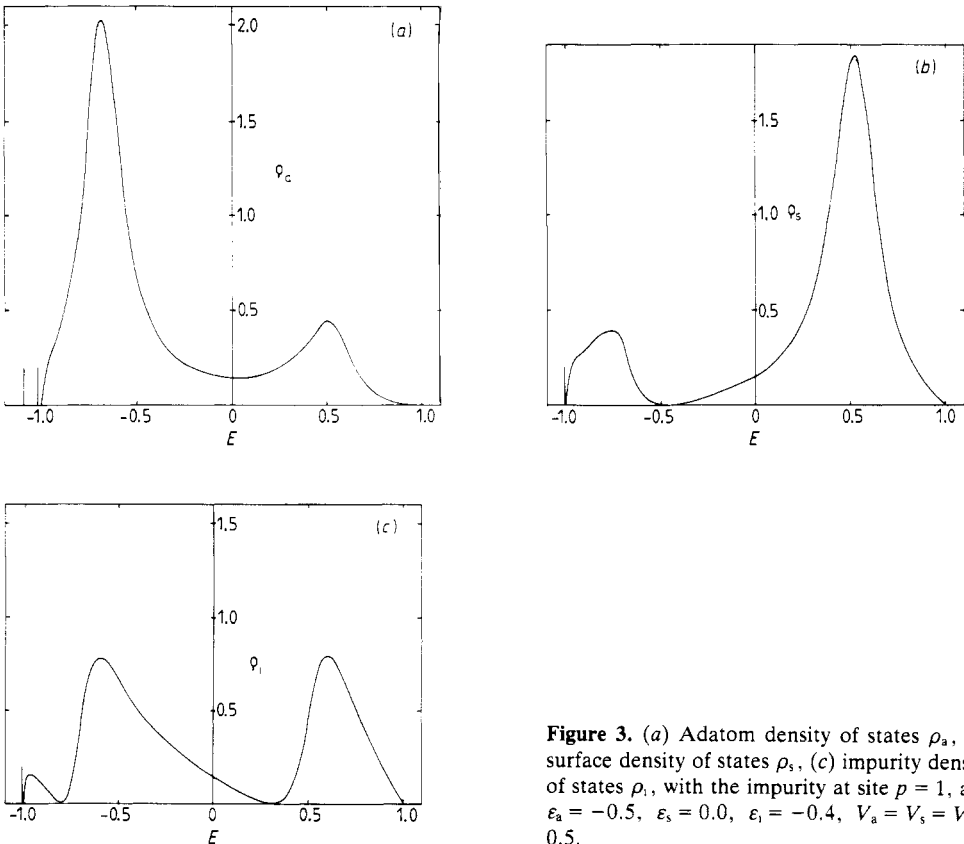 2.0
(a)
1.5
ρa
1.0
0.5
-1.0
-0.5
0
0.5
1.0
E
(b)
1.5
1.0
ρs
0.5
-1.0
-0.5
0
0.5
1.0
E
1.5
(c)
1.0
ρi
0.5
-1.0
-0.5
0
0.5
1.0
E
Figure 3. (a) Adatom density of states ρa,
surface density of states ρs, (c) impurity dens
of states ρi, with the impurity at site p = 1, a
εa = −0.5, εs = 0.0, εi = −0.4, Va = Vs = V
0.5.